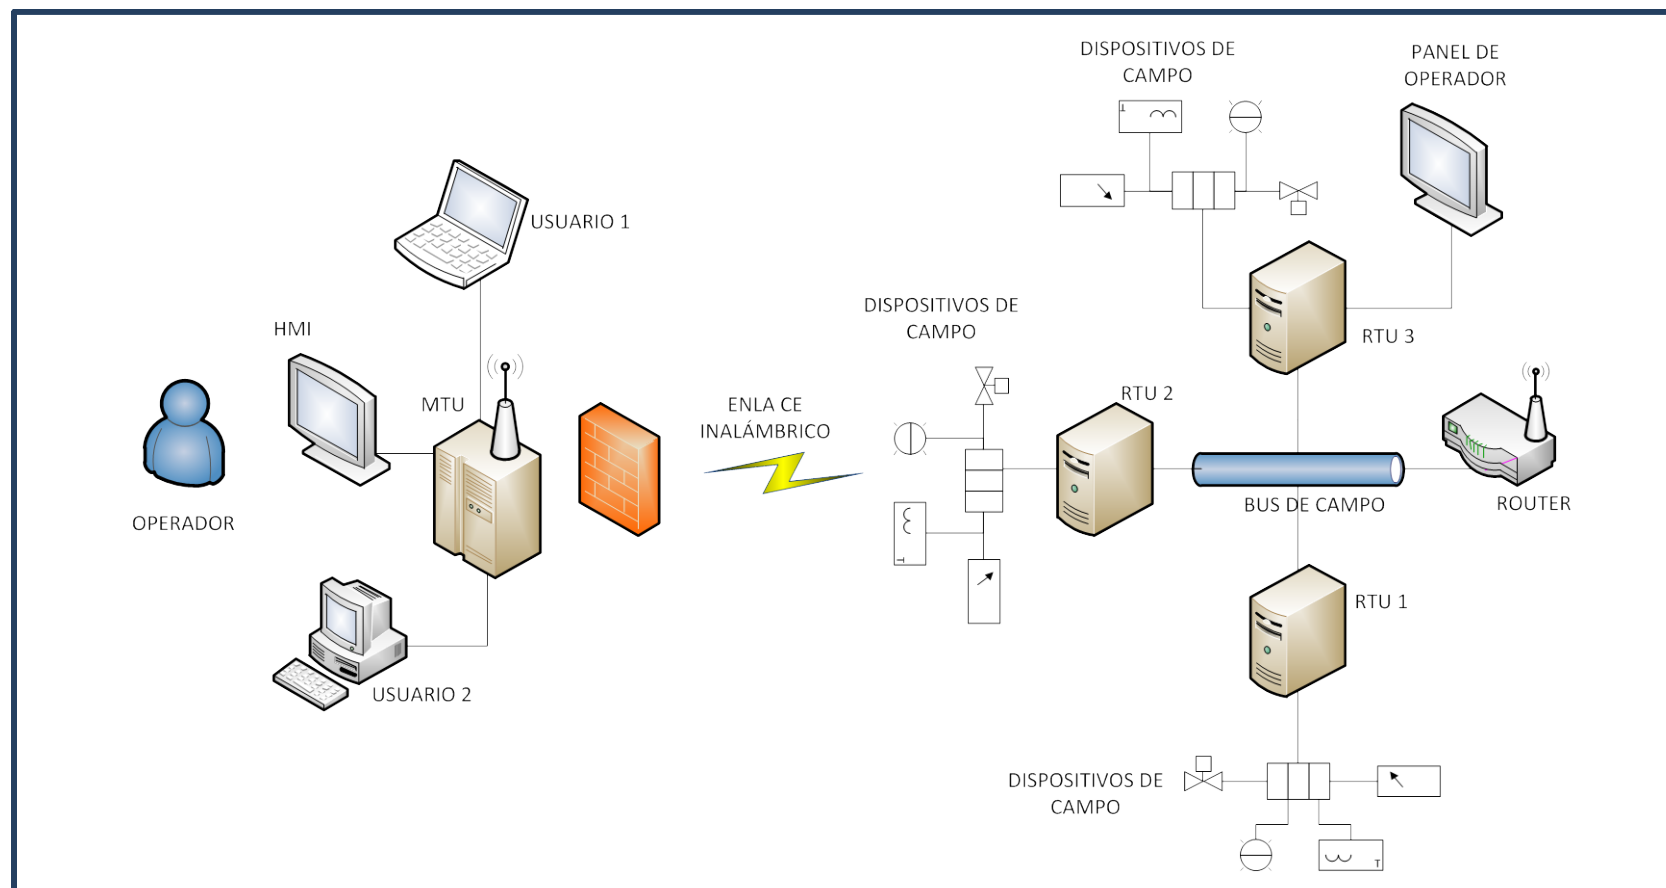 DISPOSITIVOS DE
CAMPO
PANEL DE
OPERADOR
USUARIO 1
HMI
MTU
OPERADOR
USUARIO 2
ENLA CE
INALÁMBRICO
DISPOSITIVOS DE
CAMPO
RTU 2
RTU 3
BUS DE CAMPO
ROUTER
RTU 1
DISPOSITIVOS DE
CAMPO
T
T
T